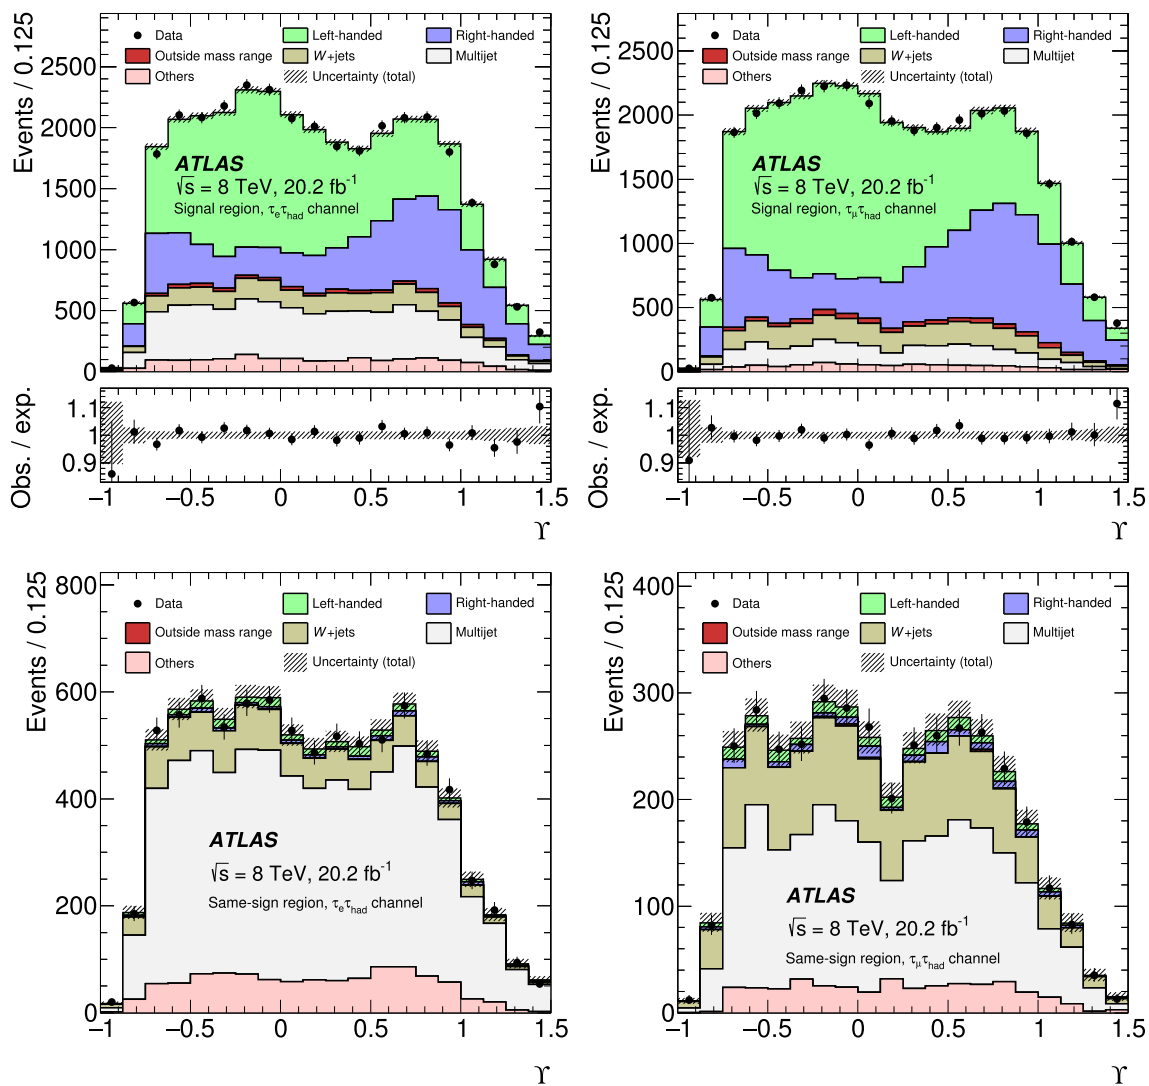 Events / 0.125
Data
Left-handed
Right-handed
Outside mass range
W+jets
Multijet
Others
Uncertainty (total)
2500
2000
1500
1000
500
0
ATLAS
√s = 8 TeV, 20.2 fb⁻¹
Signal region, τₑτ_had channel
Obs. / exp.
1.1
1
0.9
−1 −0.5 0 0.5 1 1.5
ϒ
Events / 0.125
Data
Left-handed
Right-handed
Outside mass range
W+jets
Multijet
Others
Uncertainty (total)
2500
2000
1500
1000
500
0
ATLAS
√s = 8 TeV, 20.2 fb⁻¹
Signal region, τ_μτ_had channel
Obs. / exp.
1.1
1
0.9
−1 −0.5 0 0.5 1 1.5
ϒ
Events / 0.125
Data
Left-handed
Right-handed
Outside mass range
W+jets
Multijet
Others
Uncertainty (total)
800
600
400
200
0
ATLAS
√s = 8 TeV, 20.2 fb⁻¹
Same-sign region, τₑτ_had channel
−1 −0.5 0 0.5 1 1.5
ϒ
Events / 0.125
Data
Left-handed
Right-handed
Outside mass range
W+jets
Multijet
Others
Uncertainty (total)
400
300
200
100
0
ATLAS
√s = 8 TeV, 20.2 fb⁻¹
Same-sign region, τ_μτ_had channel
−1 −0.5 0 0.5 1 1.5
ϒ